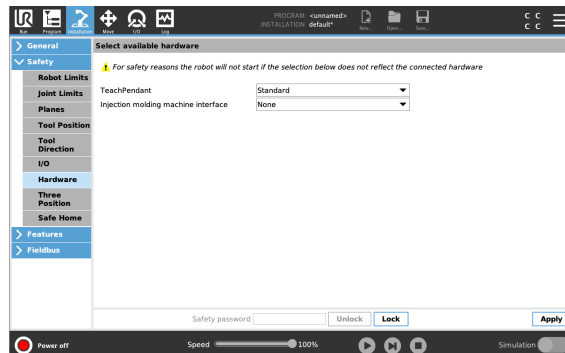 PROGRAM <unnamed>
INSTALLATION default*
C C
C C
Run Program Installation Move I/O Log New... Open... Save...
General
Safety
Robot Limits
Joint Limits
Planes
Tool Position
Tool
Direction
I/O
Hardware
Three
Position
Safe Home
Features
Fieldbus
Select available hardware
For safety reasons the robot will not start if the selection below does not reflect the connected hardware
TeachPendant Standard
Injection molding machine interface None
Safety password Unlock Lock Apply
Power off Speed 100% Simulation